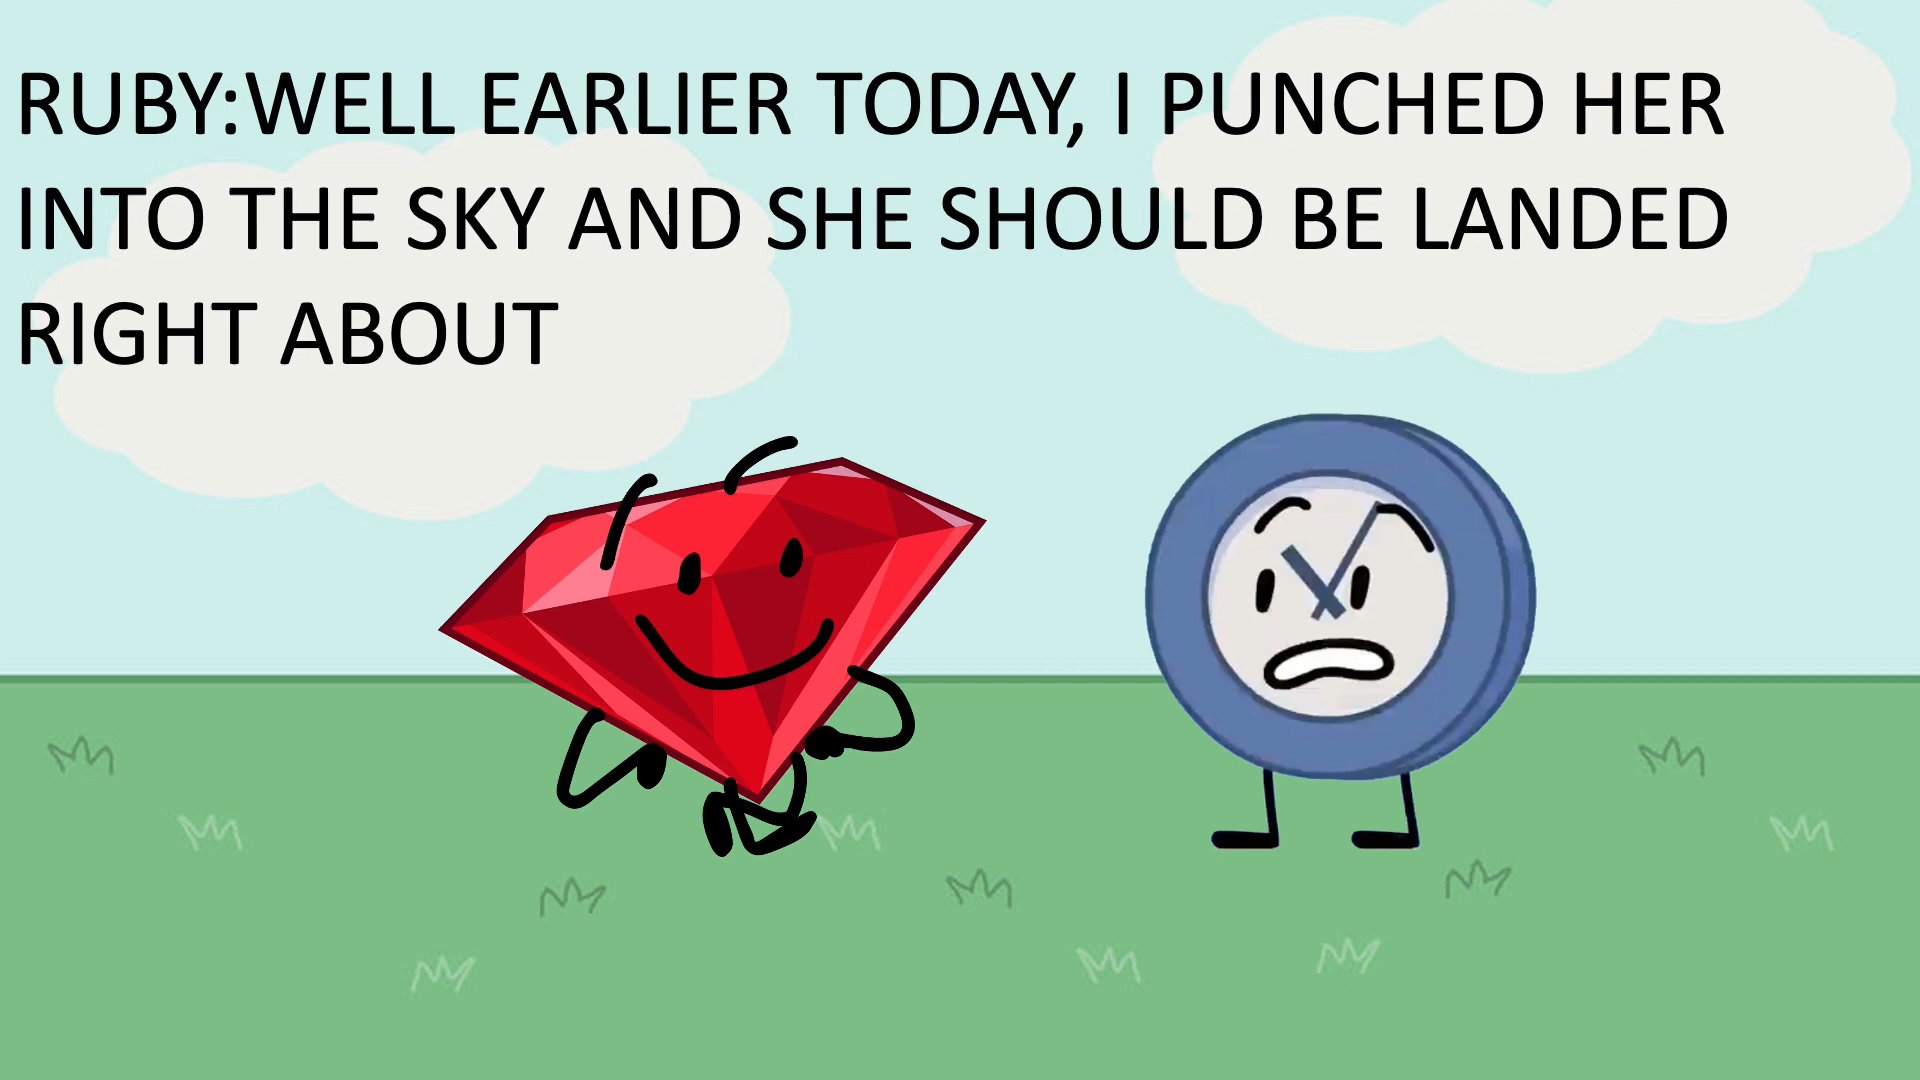 RUBY:WELL EARLIER TODAY, I PUNCHED HER
INTO THE SKY AND SHE SHOULD BE LANDED
RIGHT ABOUT